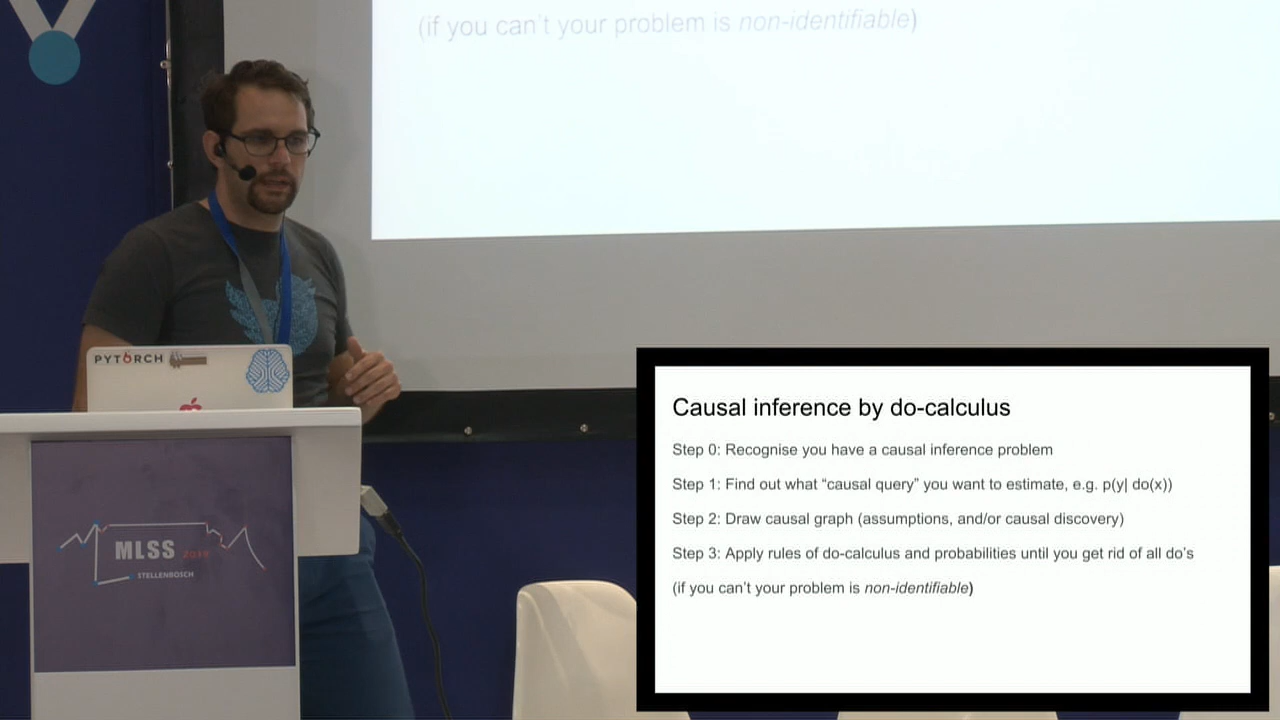 (if you can't your problem is non-identifiable)
PYTORCH
MLSS 2019
STELLENBOSCH
Causal inference by do-calculus
Step 0: Recognise you have a causal inference problem
Step 1: Find out what “causal query” you want to estimate, e.g. p(y| do(x))
Step 2: Draw causal graph (assumptions, and/or causal discovery)
Step 3: Apply rules of do-calculus and probabilities until you get rid of all do’s
(if you can’t your problem is non-identifiable)